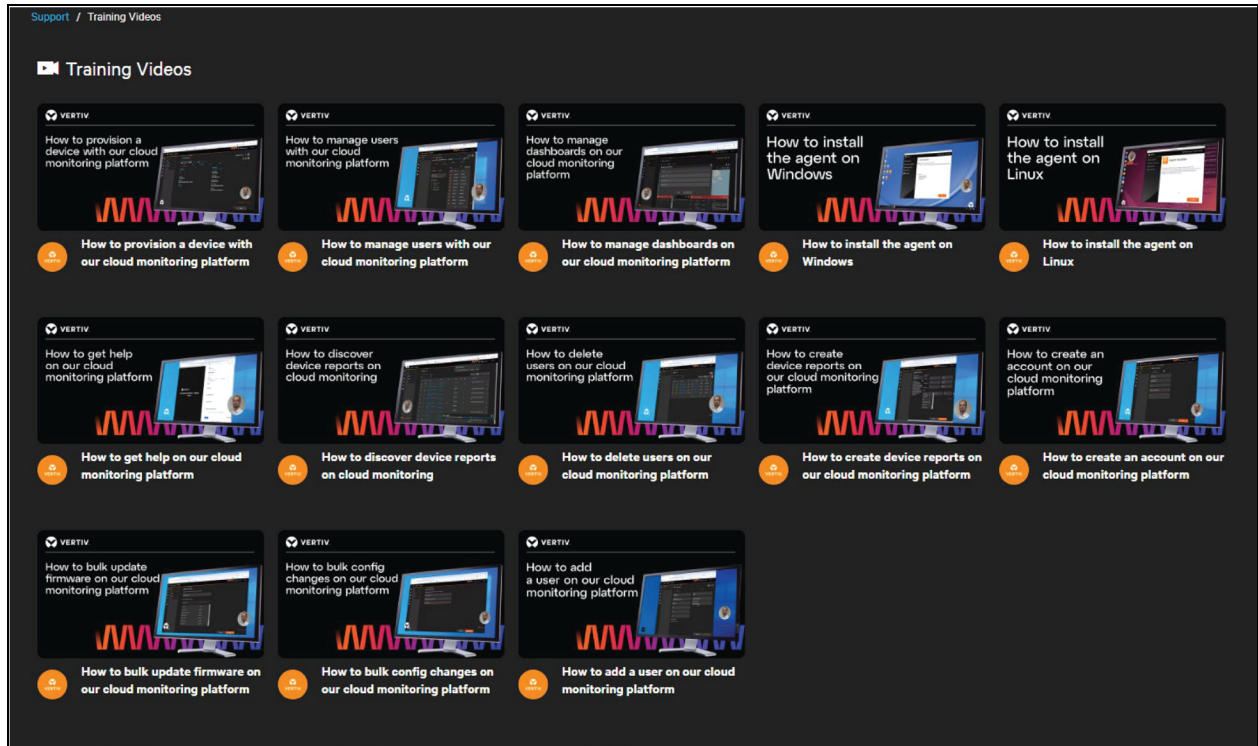 Support / Training Videos
Training Videos
VERTIV
How to provision a
device with our cloud
monitoring platform
VERTIV
How to manage users
with our cloud
monitoring platform
VERTIV
How to manage
dashboards on our
cloud monitoring
platform
VERTIV
How to install
the agent on
Windows
VERTIV
How to install
the agent on
Linux
VERTIV
How to provision a device with
our cloud monitoring platform
VERTIV
How to manage users with our
cloud monitoring platform
VERTIV
How to manage dashboards on
our cloud monitoring platform
VERTIV
How to install the agent on
Windows
VERTIV
How to install the agent on
Linux
VERTIV
How to get help
on our cloud
monitoring platform
VERTIV
How to discover
device reports on
cloud monitoring
VERTIV
How to delete
users on our cloud
monitoring platform
VERTIV
How to create
device reports on
our cloud monitoring
platform
VERTIV
How to create an
account on our
cloud monitoring
platform
VERTIV
How to get help on our cloud
monitoring platform
VERTIV
How to discover device reports
on cloud monitoring
VERTIV
How to delete users on our
cloud monitoring platform
VERTIV
How to create device reports on
our cloud monitoring platform
VERTIV
How to create an account on our
cloud monitoring platform
VERTIV
How to bulk update
firmware on our cloud
monitoring platform
VERTIV
How to bulk config
changes on our cloud
monitoring platform
VERTIV
How to add
a user on our cloud
monitoring platform
VERTIV
How to bulk update firmware on
our cloud monitoring platform
VERTIV
How to bulk config changes on
our cloud monitoring platform
VERTIV
How to add a user on our cloud
monitoring platform